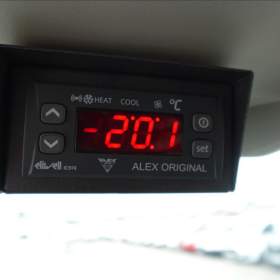 HEAT COOL °C
-20.1
set
eliwell
ALEX ORIGINAL